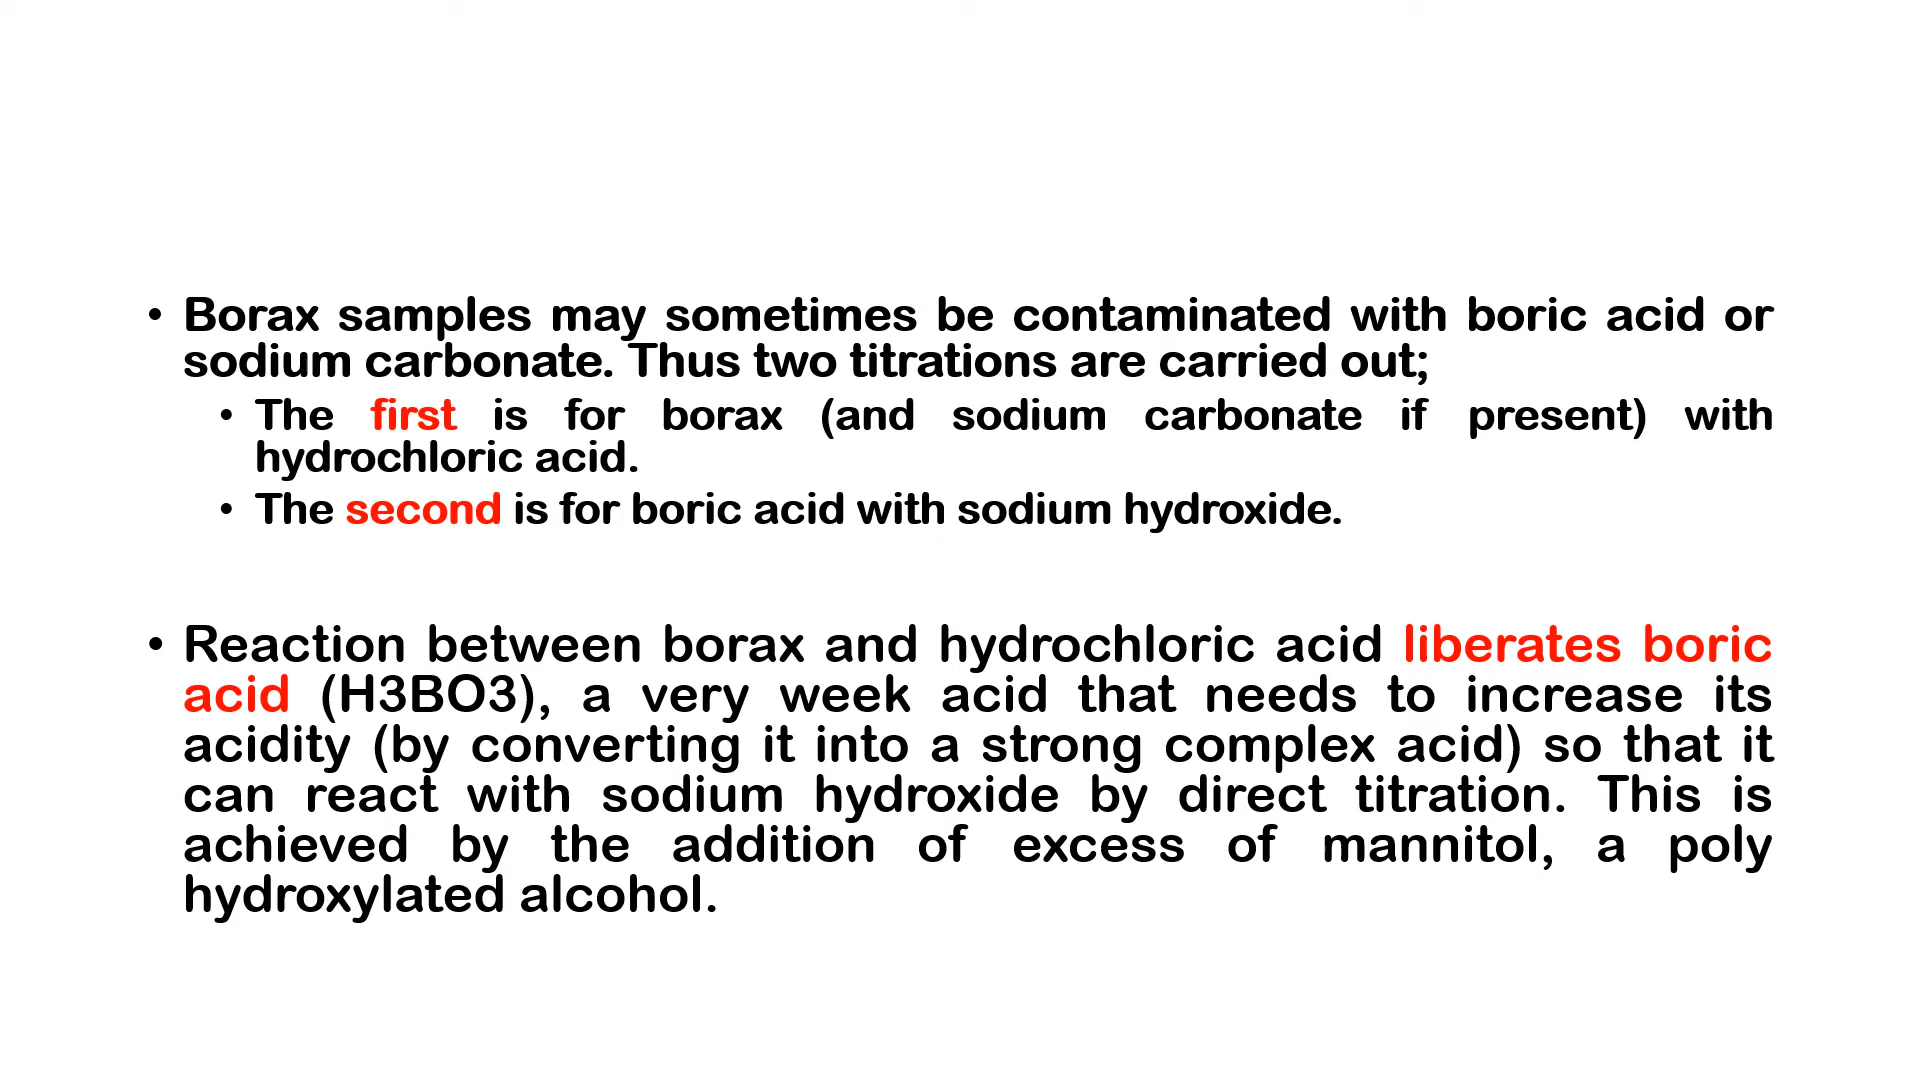 • Borax samples may sometimes be contaminated with boric acid or
sodium carbonate. Thus two titrations are carried out;
• The first is for borax (and sodium carbonate if present) with
hydrochloric acid.
• The second is for boric acid with sodium hydroxide.
• Reaction between borax and hydrochloric acid liberates boric
acid (H3BO3), a very week acid that needs to increase its
acidity (by converting it into a strong complex acid) so that it
can react with sodium hydroxide by direct titration. This is
achieved by the addition of excess of mannitol, a poly
hydroxylated alcohol.